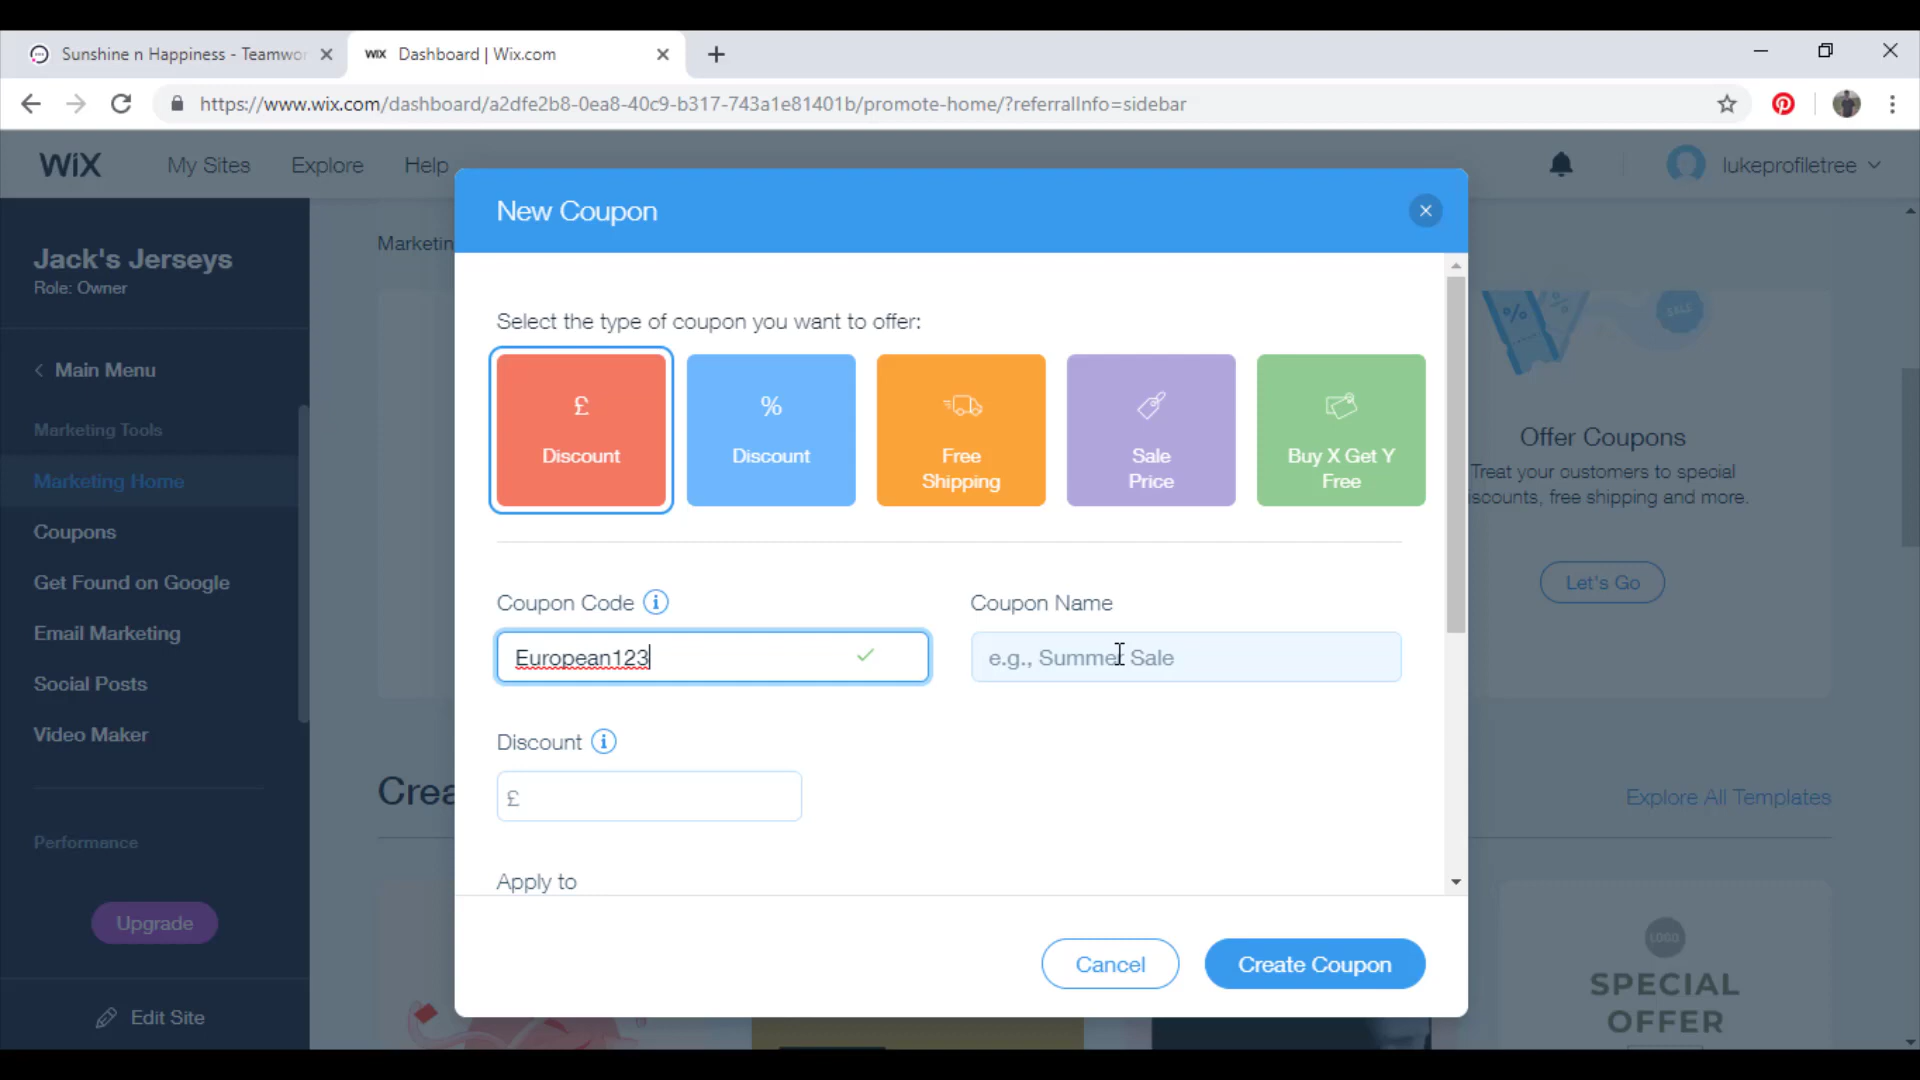 Sunshine n Happiness - Teamwor
WiX Dashboard | Wix.com
https://www.wix.com/dashboard/a2dfe2b8-0ea8-40c9-b317-743a1e81401b/promote-home/?referralInfo=sidebar
WiX My Sites Explore Help
lukeprofiletree
Jack's Jerseys
Role: Owner
Main Menu
Marketing Tools
Marketing Home
Coupons
Get Found on Google
Email Marketing
Social Posts
Video Maker
Performance
Upgrade
Edit Site
Marketin
New Coupon
Select the type of coupon you want to offer:
£
Discount
%
Discount
Free
Shipping
Sale
Price
Buy X Get Y
Free
Coupon Code
Coupon Name
European123
e.g., Summer Sale
Discount
£
Apply to
Cancel
Create Coupon
% %
SALE
Offer Coupons
Treat your customers to special
scounts, free shipping and more.
Let's Go
Crea
Explore All Templates
LOGO
SPECIAL
OFFER